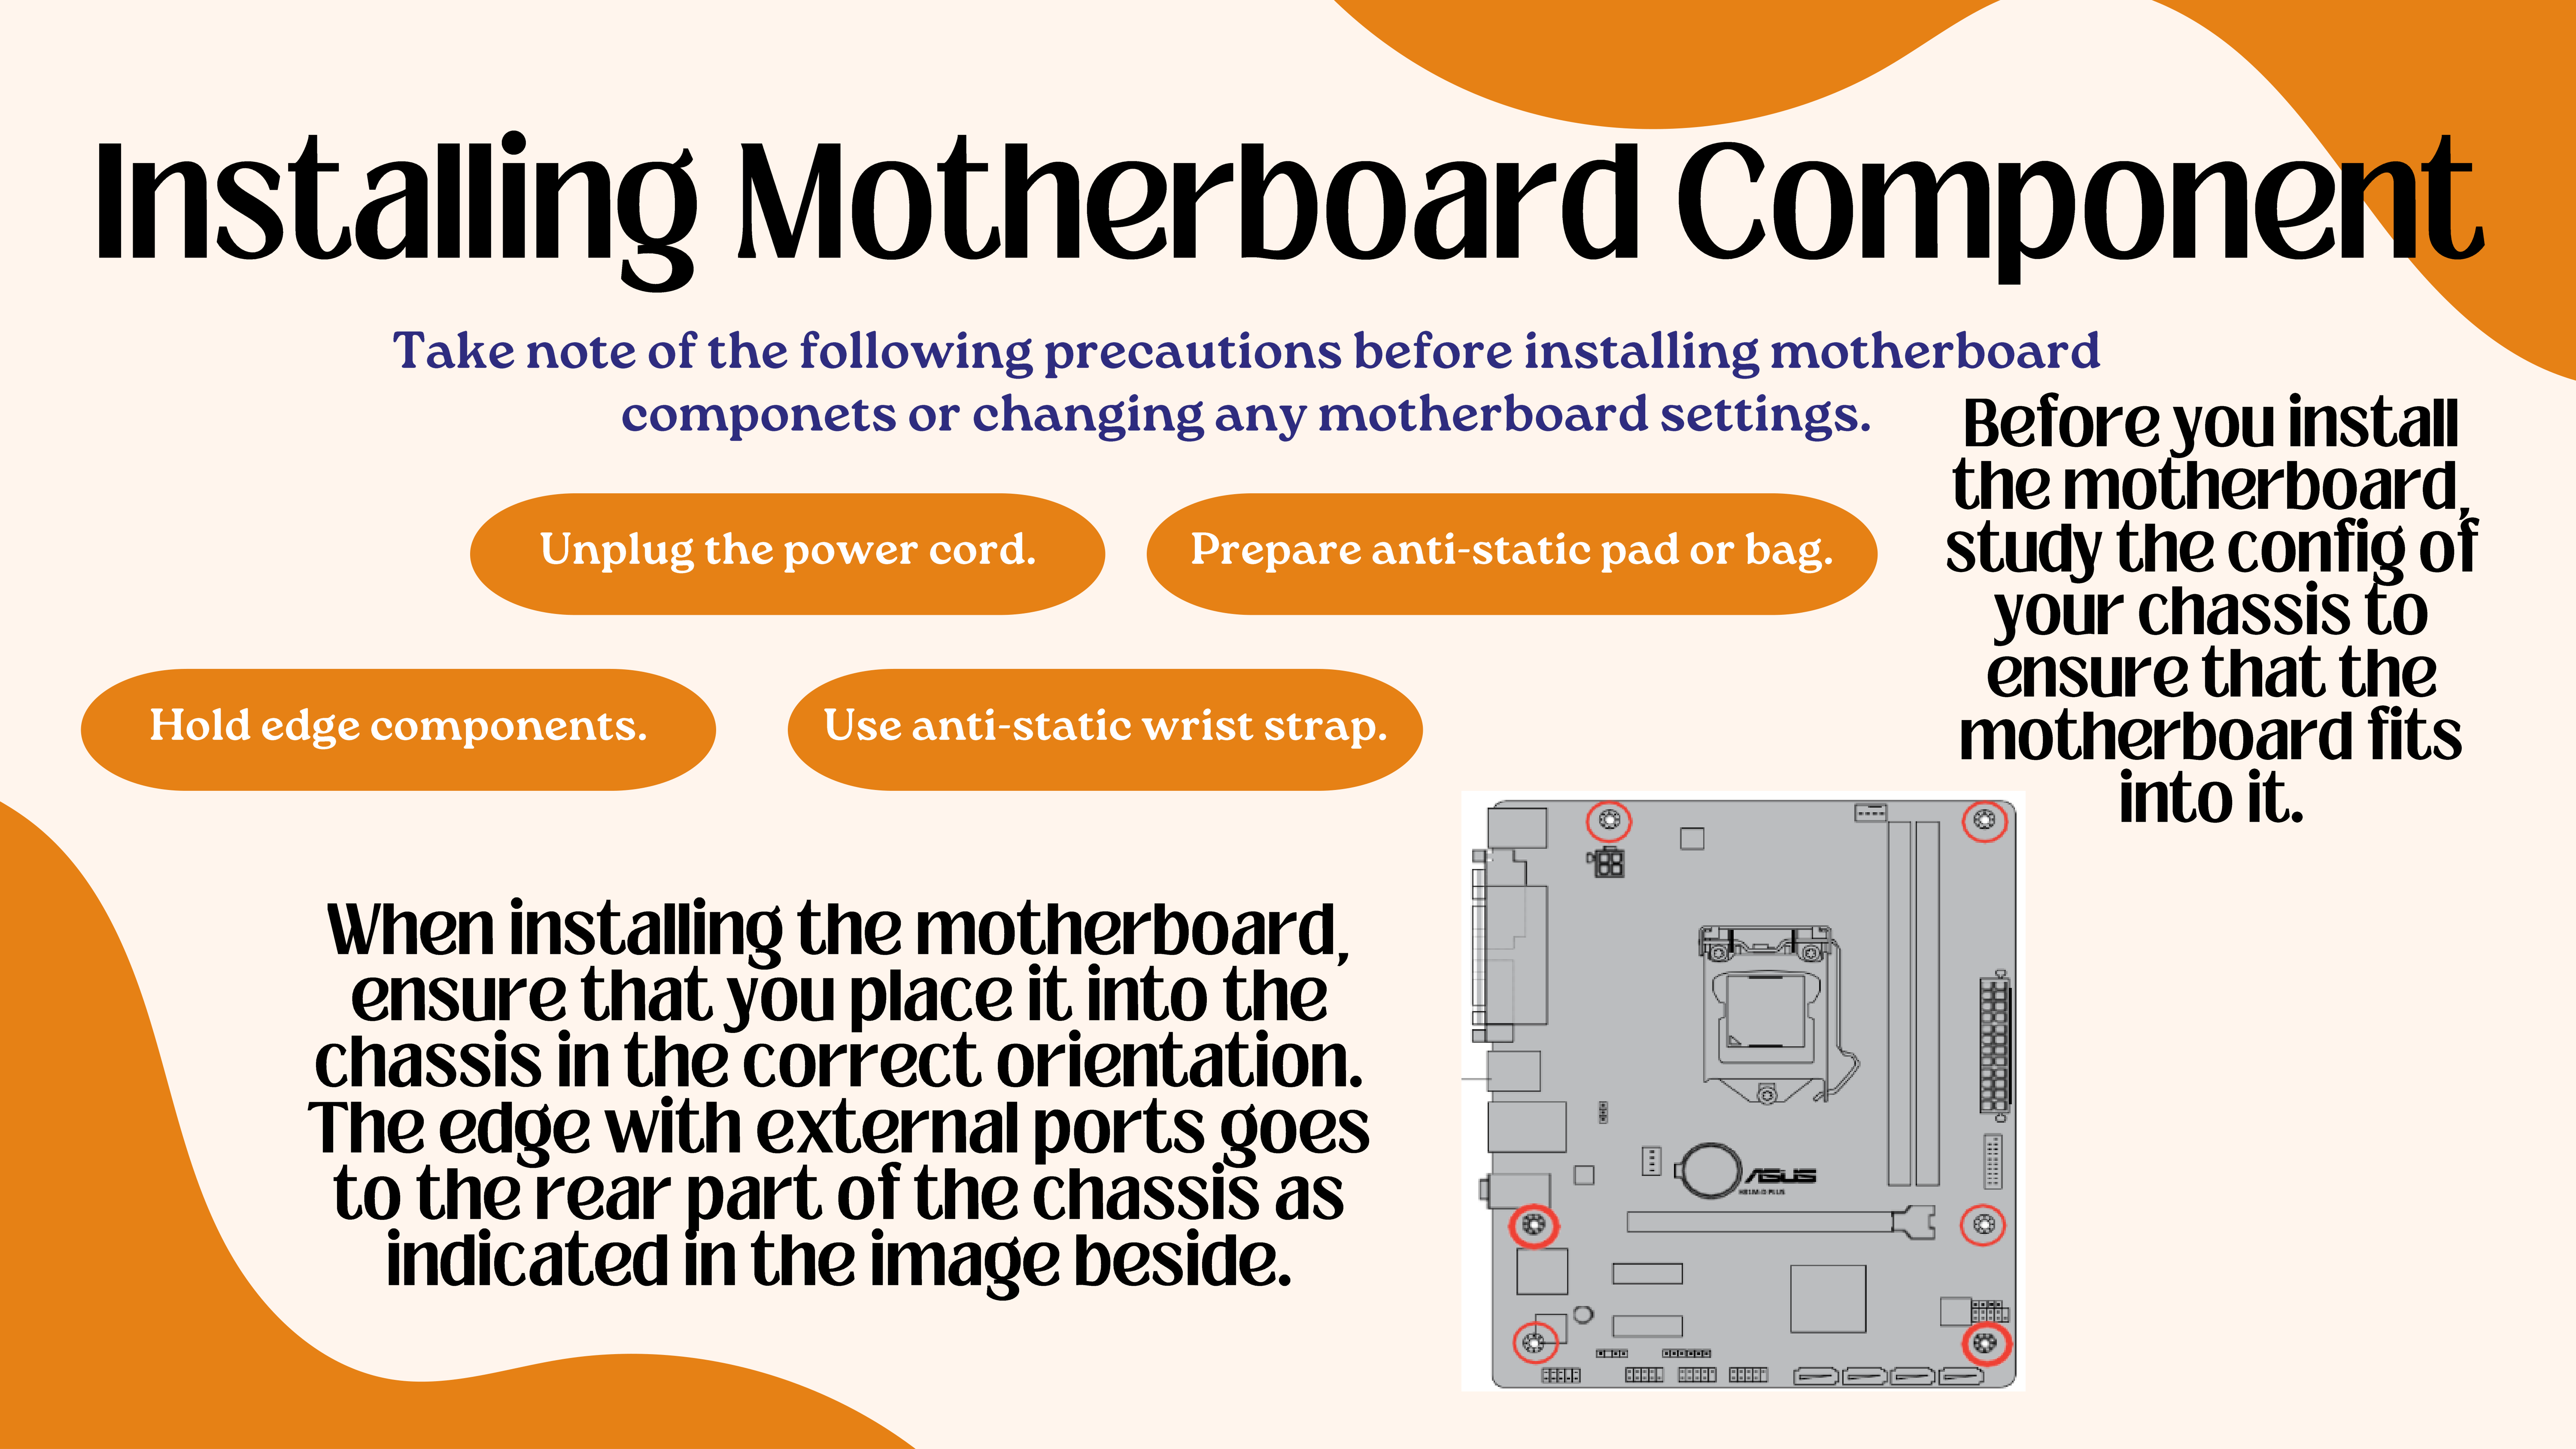 Installing Motherboard Component
Take note of the following precautions before installing motherboard
componets or changing any motherboard settings.
Unplug the power cord.
Prepare anti-static pad or bag.
Hold edge components.
Use anti-static wrist strap.
Before you install
the motherboard,
study the config of
your chassis to
ensure that the
motherboard fits
into it.
When installing the motherboard,
ensure that you place it into the
chassis in the correct orientation.
The edge with external ports goes
to the rear part of the chassis as
indicated in the image beside.
ASUS
H81M-D PLUS